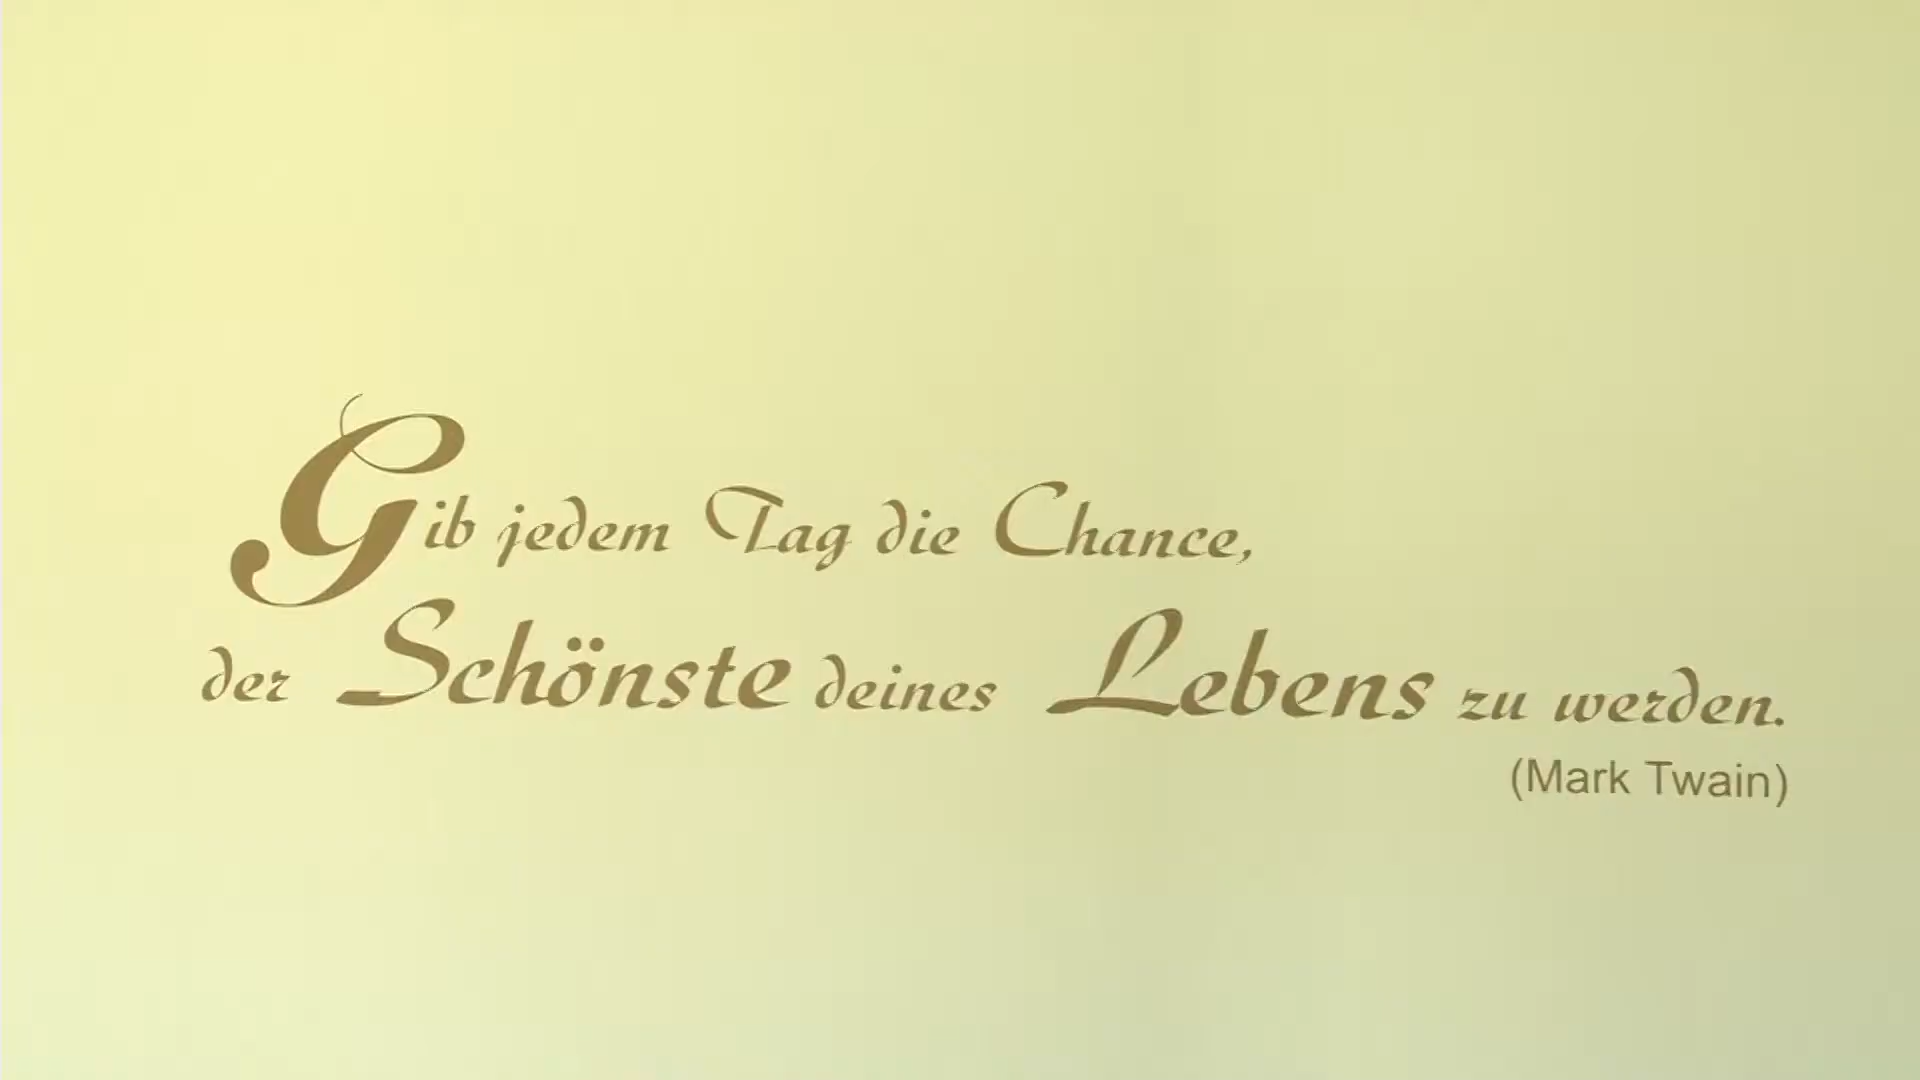 Gib jedem Tag die Chance,
der Schönste deines Lebens zu werden.
(Mark Twain)